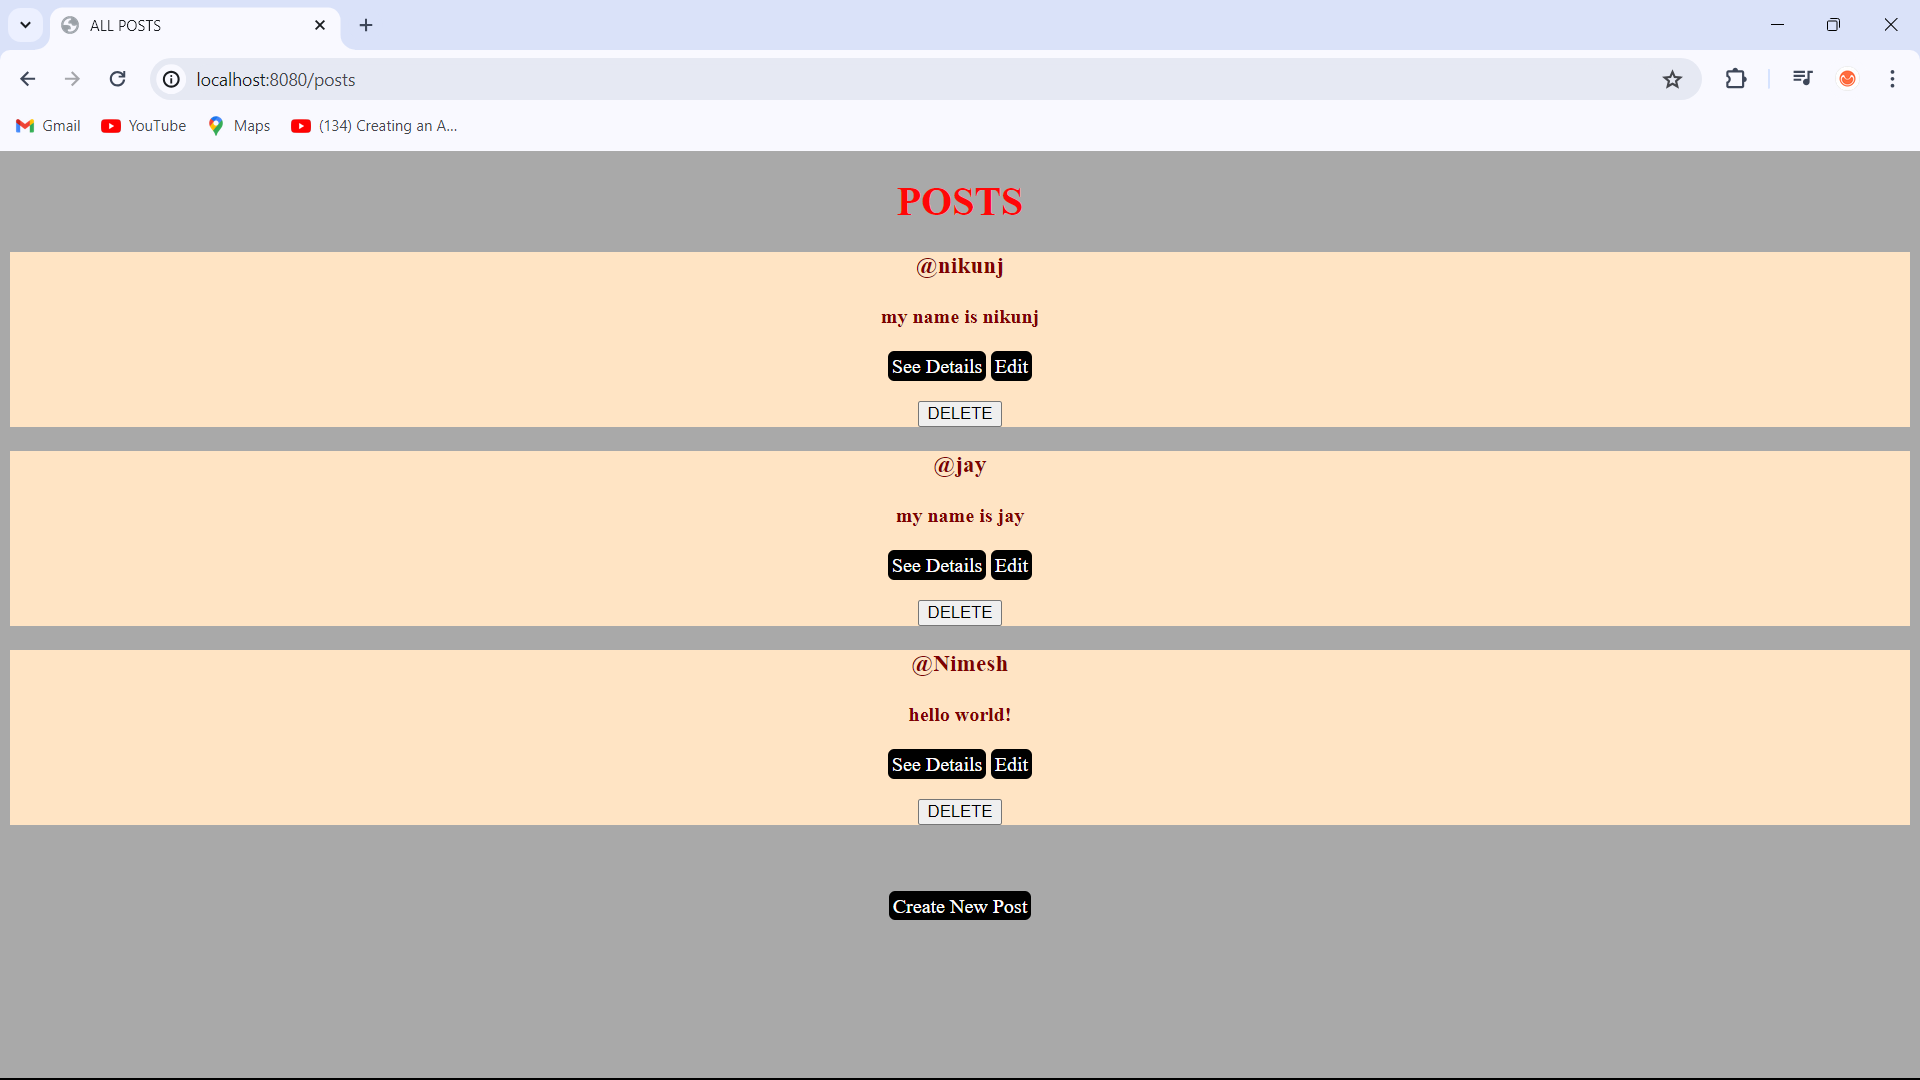 ALL POSTS
localhost:8080/posts
Gmail YouTube Maps (134) Creating an A...
POSTS
@nikunj
my name is nikunj
See Details Edit
DELETE
@jay
my name is jay
See Details Edit
DELETE
@Nimesh
hello world!
See Details Edit
DELETE
Create New Post